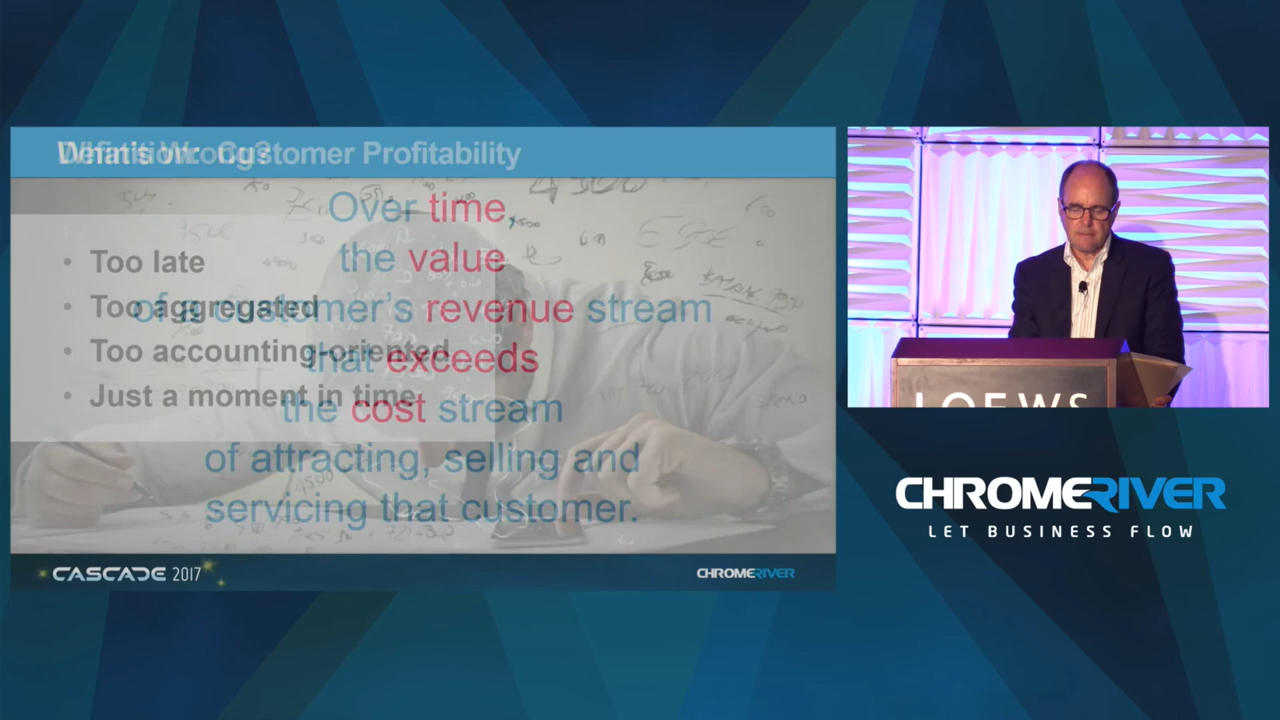 What's Wrong?
Definition: Customer Profitability
• Too late
• Too aggregated
• Too accounting-oriented
• Just a moment in time
Over time
the value
of a customer's revenue stream
that exceeds
the cost stream
of attracting, selling and
servicing that customer.
CASCADE 2017
CHROMERIVER
LOEWS
CHROMERIVER
LET BUSINESS FLOW